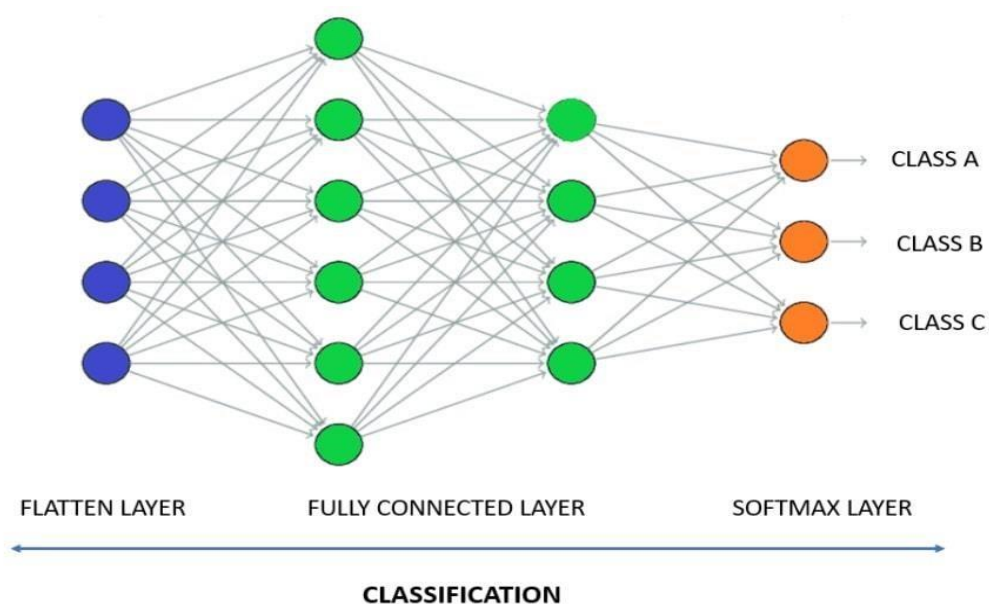 CLASS A
CLASS B
CLASS C
FLATTEN LAYER
FULLY CONNECTED LAYER
SOFTMAX LAYER
CLASSIFICATION